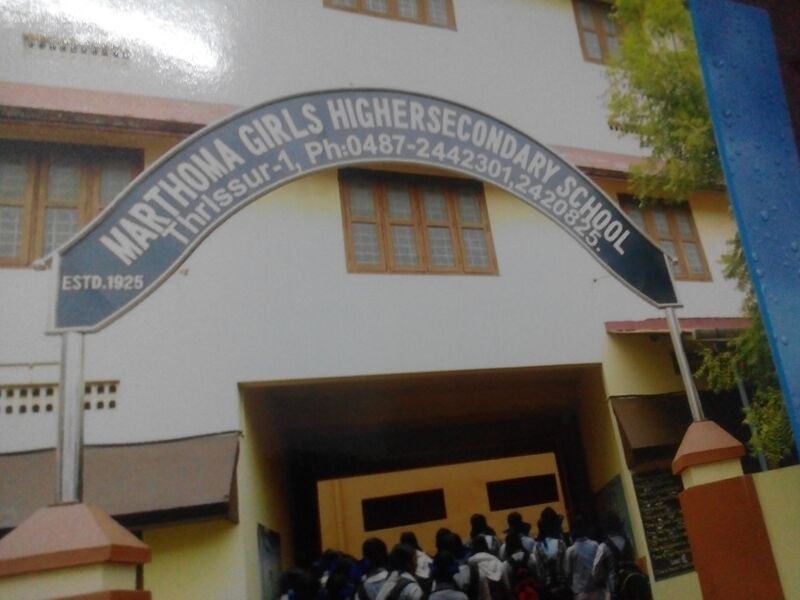 MARTHOMA GIRLS HIGHERSECONDARY SCHOOL
ThrIssur-1, Ph:0487-2442301,2420825.
ESTD.1925